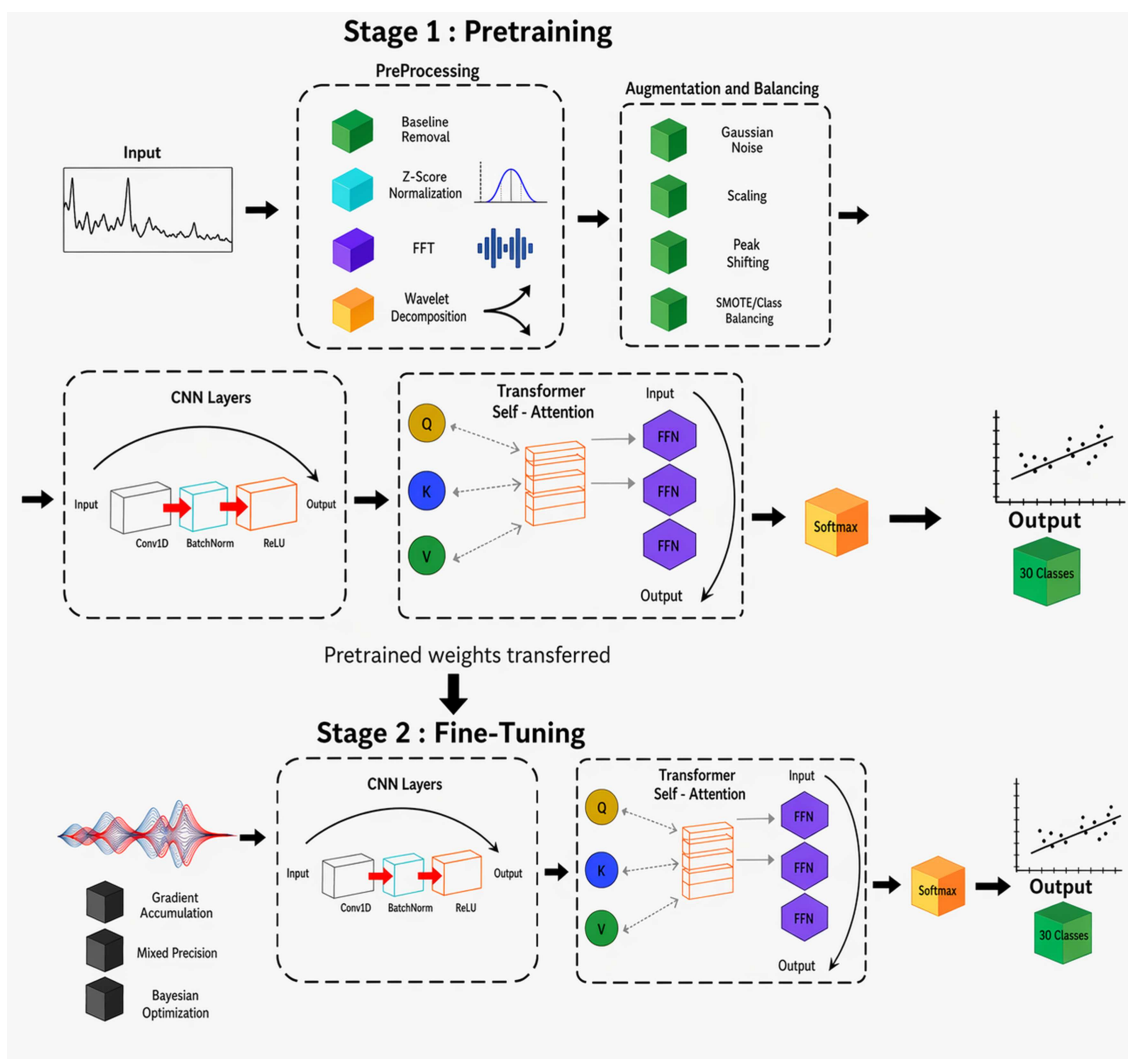 Stage 1 : Pretraining
PreProcessing
Baseline
Removal
Z-Score
Normalization
FFT
Wavelet
Decomposition
Augmentation and Balancing
Gaussian
Noise
Scaling
Peak
Shifting
SMOTE/Class
Balancing
Input
CNN Layers
Input
Output
Conv1D
BatchNorm
ReLU
Transformer
Self - Attention
Q
K
V
Input
FFN
FFN
FFN
Output
Softmax
Output
30 Classes
Pretrained weights transferred
Stage 2 : Fine-Tuning
Gradient
Accumulation
Mixed Precision
Bayesian
Optimization
CNN Layers
Input
Output
Conv1D
BatchNorm
ReLU
Transformer
Self - Attention
Q
K
V
Input
FFN
FFN
FFN
Output
Softmax
Output
30 Classes